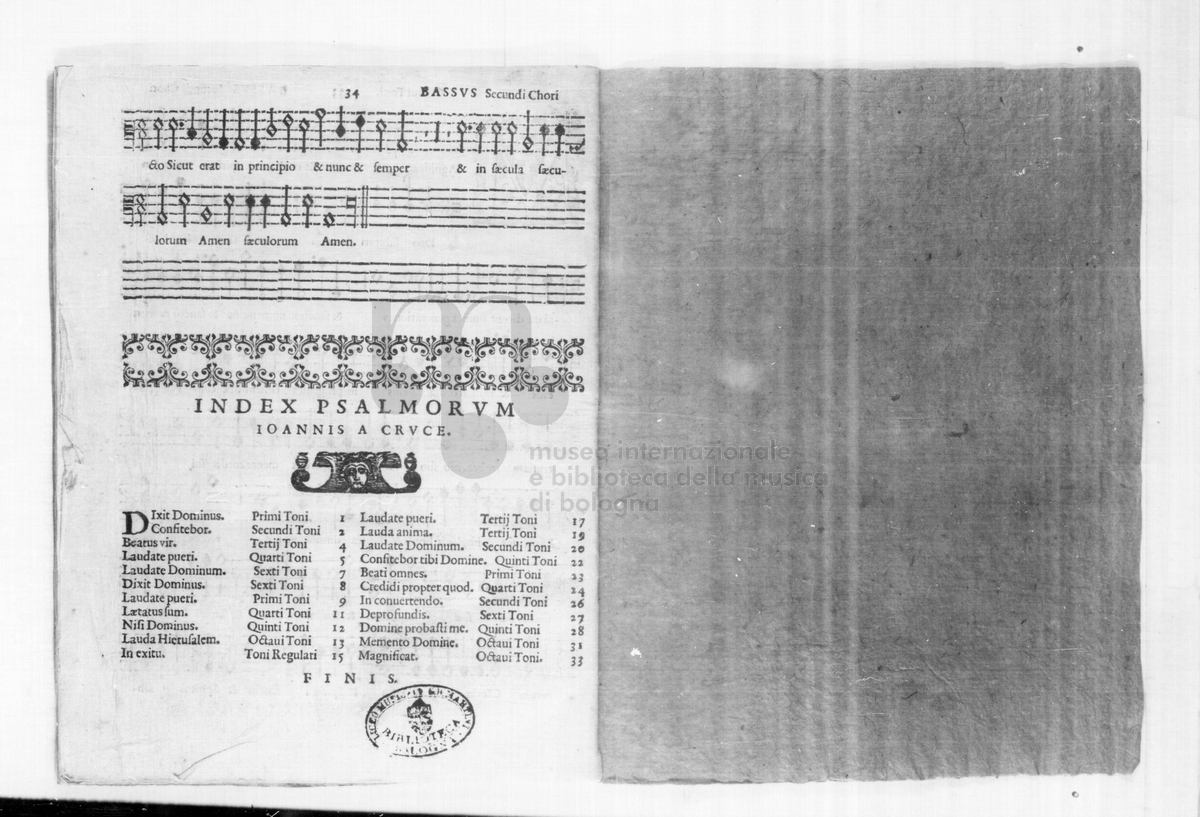 34 BASSVS Secundi Chori
&to Sicut erat in principio & nunc & semper & in sæcula sæcu-
lorum Amen sæculorum Amen.
INDEX PSALMORVM
IOANNIS A CRVCE.
DIxit Dominus. Primi Toni 1
Confitebor. Secundi Toni 2
Beatus vir. Tertij Toni 4
Laudate pueri. Quarti Toni 5
Laudate Dominum. Sexti Toni 7
Dixit Dominus. Sexti Toni 8
Laudate pueri. Primi Toni 9
Lætatus sum. Quarti Toni 11
Nisi Dominus. Quinti Toni 12
Lauda Hierusalem. Octaui Toni 13
In exitu. Toni Regulati 15
Laudate pueri. Tertij Toni 17
Lauda anima. Tertij Toni 19
Laudate Dominum. Secundi Toni 20
Confitebor tibi Domine. Quinti Toni 22
Beati omnes. Primi Toni 23
Credidi propter quod. Quarti Toni 24
In conuertendo. Secundi Toni 26
Deprofundis. Sexti Toni 27
Domine probasti me. Quinti Toni 28
Memento Domine. Octaui Toni 31
Magnificat. Octaui Toni. 33
FINIS.
LICEO MUSICALE
BIBLIOTECA
BOLOGNA
museo internazionale
e biblioteca della musica
di bologna